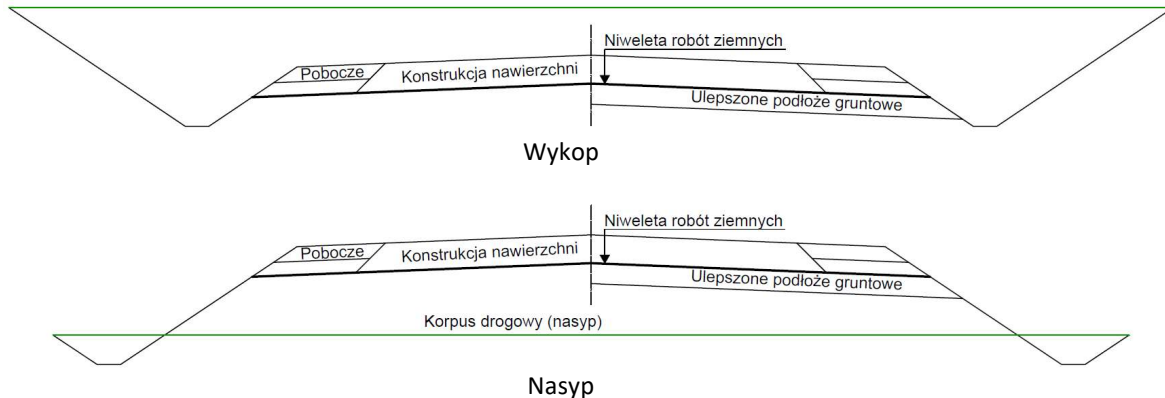 Niweleta robót ziemnych
Pobocze
Konstrukcja nawierzchni
Ulepszone podłoże gruntowe
Wykop
Niweleta robót ziemnych
Pobocze
Konstrukcja nawierzchni
Ulepszone podłoże gruntowe
Korpus drogowy (nasyp)
Nasyp